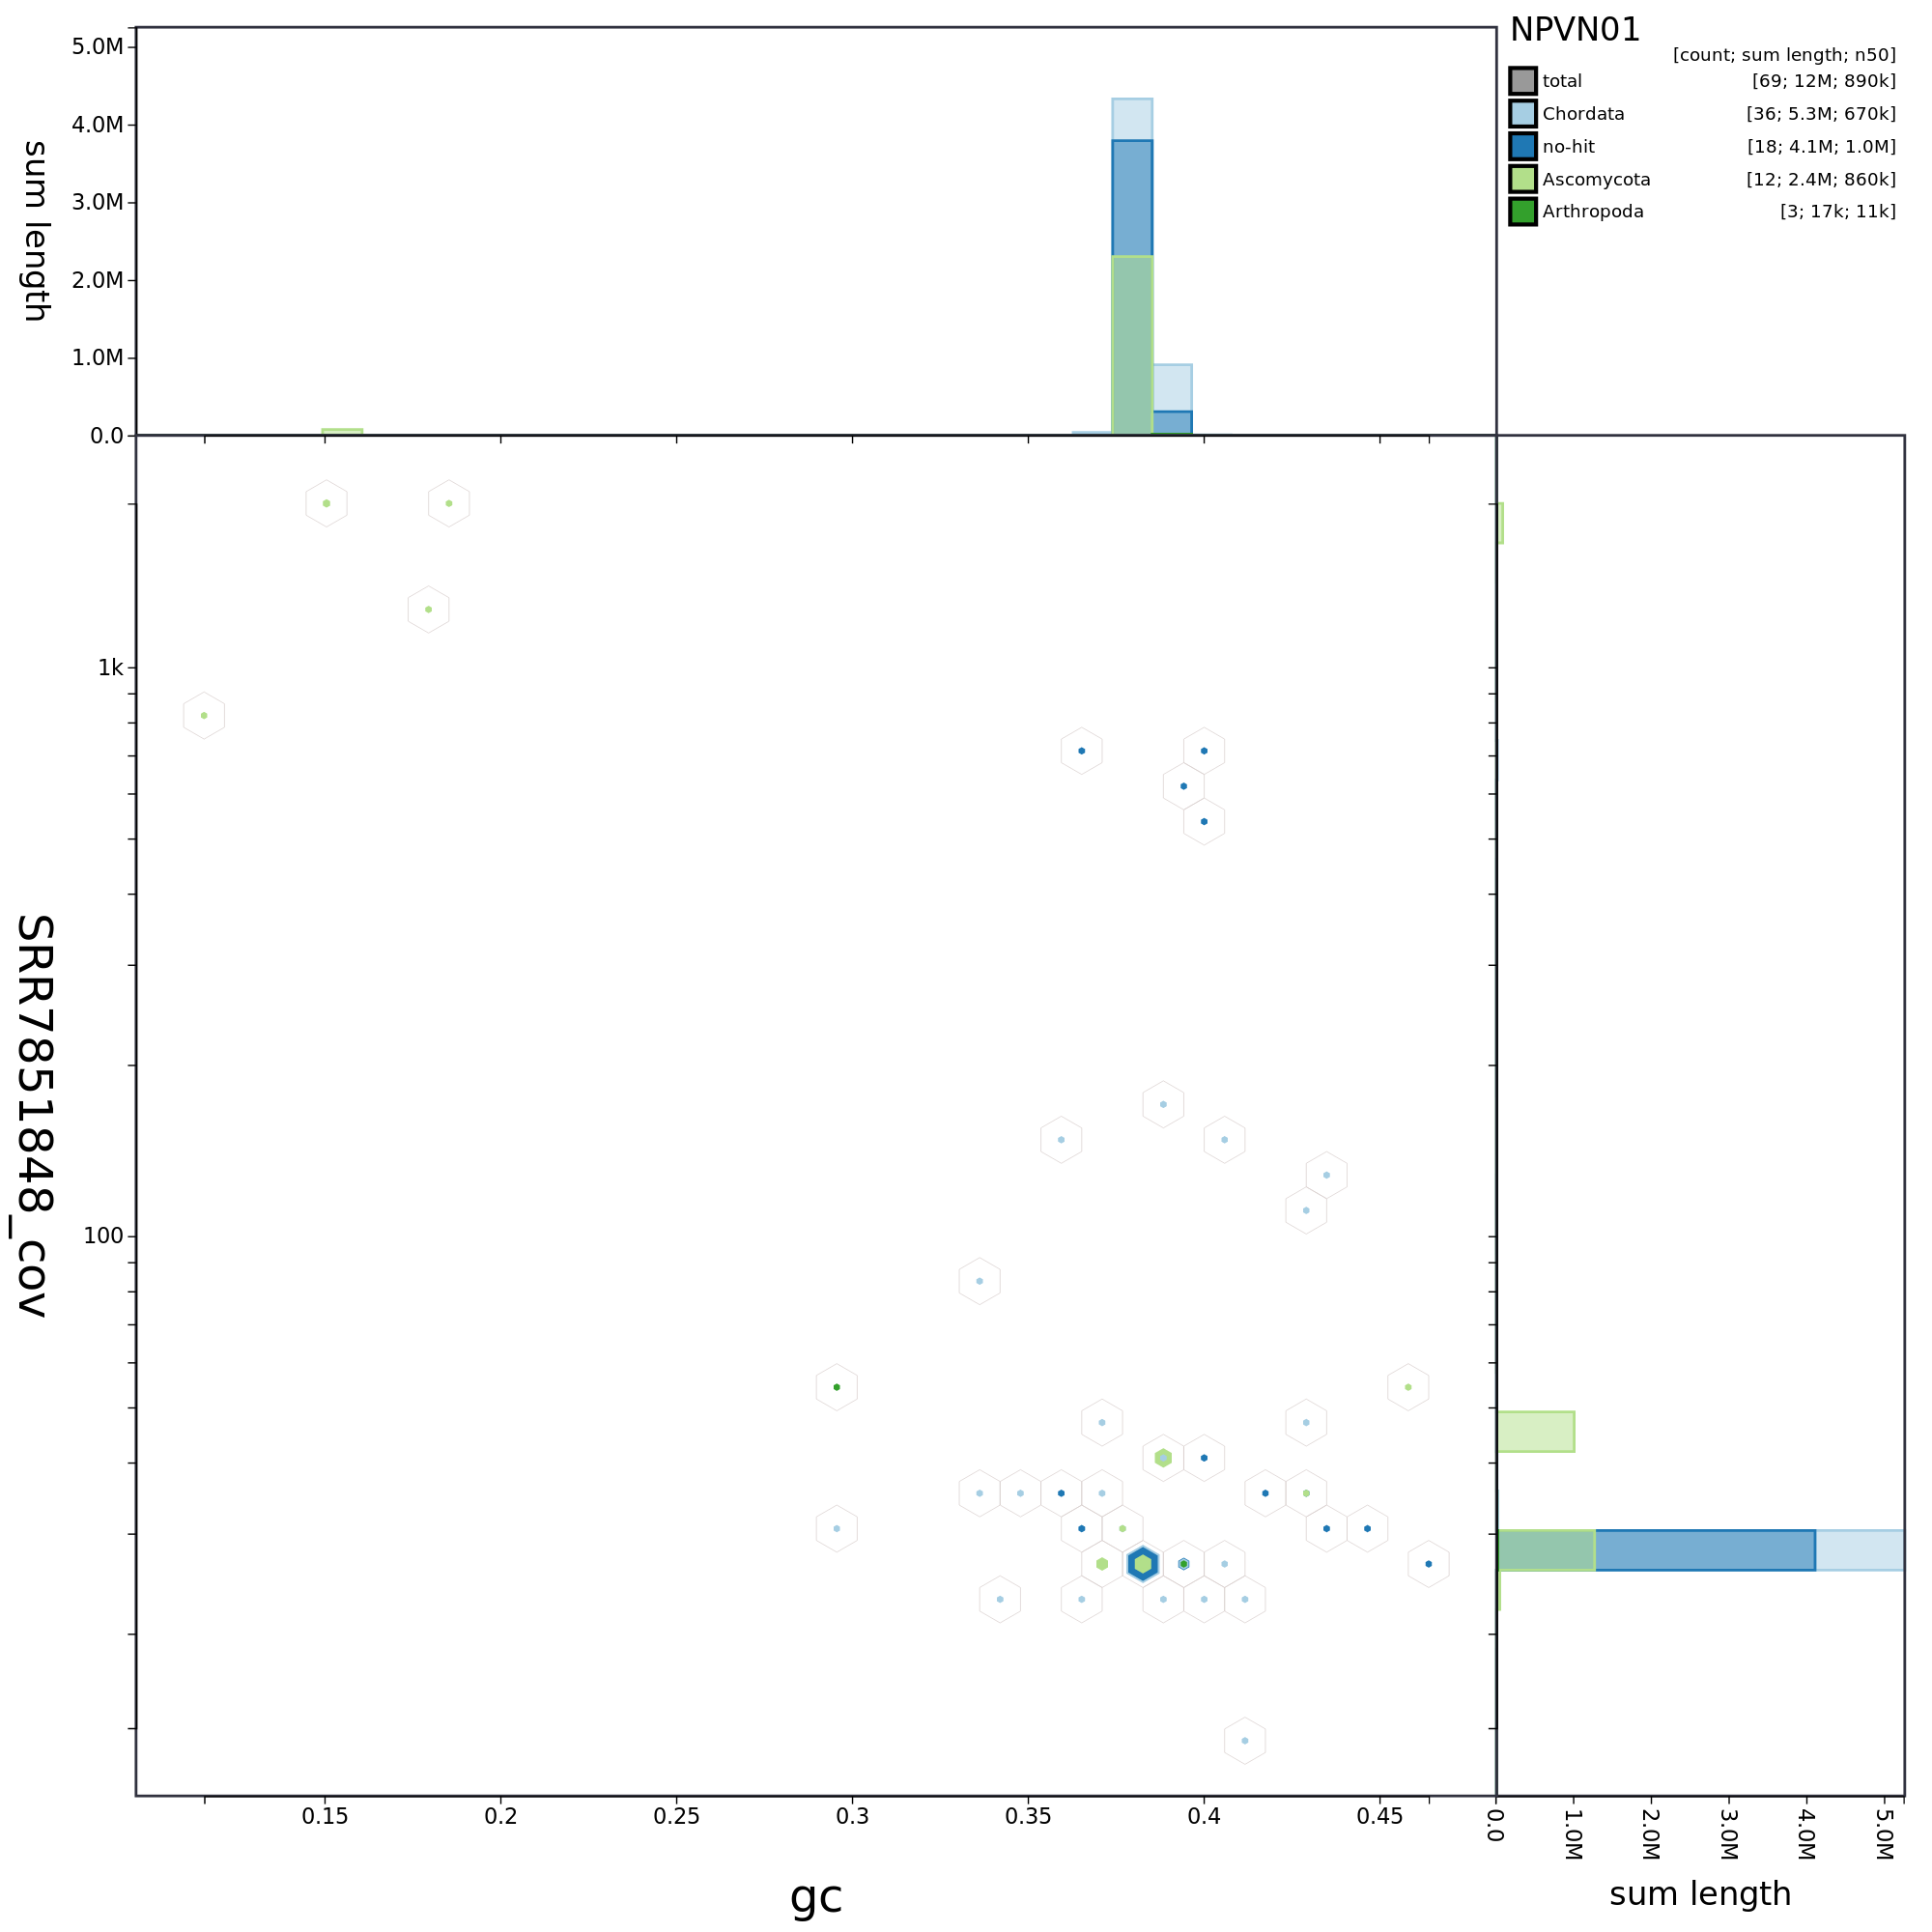 NPVN01
[count; sum length; n50]
total [69; 12M; 890k]
Chordata [36; 5.3M; 670k]
no-hit [18; 4.1M; 1.0M]
Ascomycota [12; 2.4M; 860k]
Arthropoda [3; 17k; 11k]
sum length
5.0M
4.0M
3.0M
2.0M
1.0M
0.0
SRR7851848_cov
1k
100
0.15 0.2 0.25 0.3 0.35 0.4 0.45
gc
0.0 1.0M 2.0M 3.0M 4.0M 5.0M
sum length